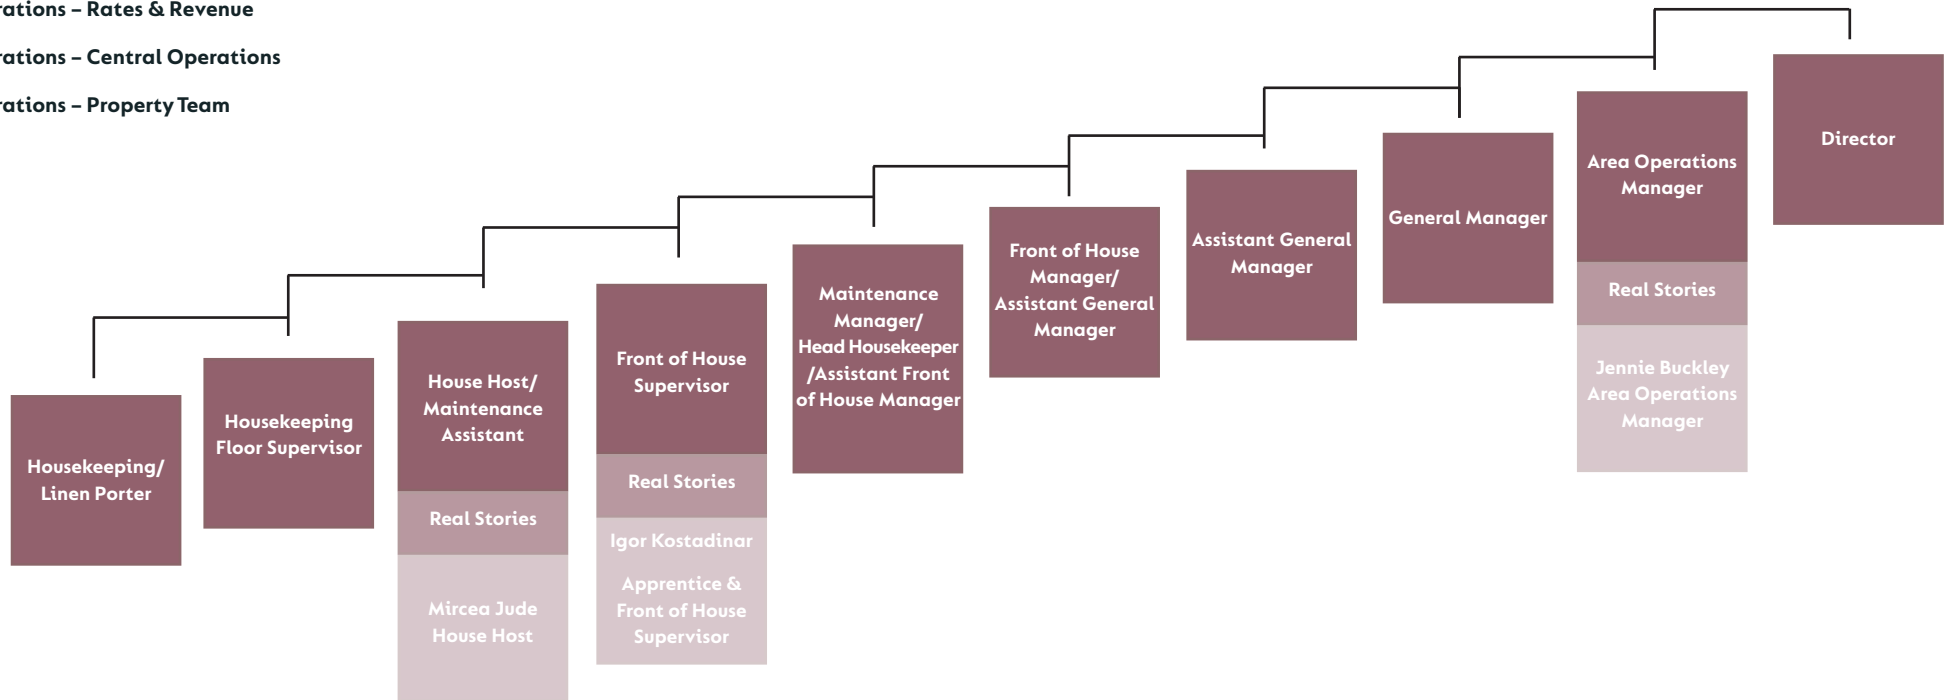 rations – Rates & Revenue
rations – Central Operations
rations – Property Team
Housekeeping/
Linen Porter
Housekeeping
Floor Supervisor
House Host/
Maintenance
Assistant
Real Stories
Mircea Jude
House Host
Front of House
Supervisor
Real Stories
Igor Kostadinar
Apprentice &
Front of House
Supervisor
Maintenance
Manager/
Head Housekeeper
/Assistant Front
of House Manager
Front of House
Manager/
Assistant General
Manager
Assistant General
Manager
General Manager
Area Operations
Manager
Real Stories
Jennie Buckley
Area Operations
Manager
Director